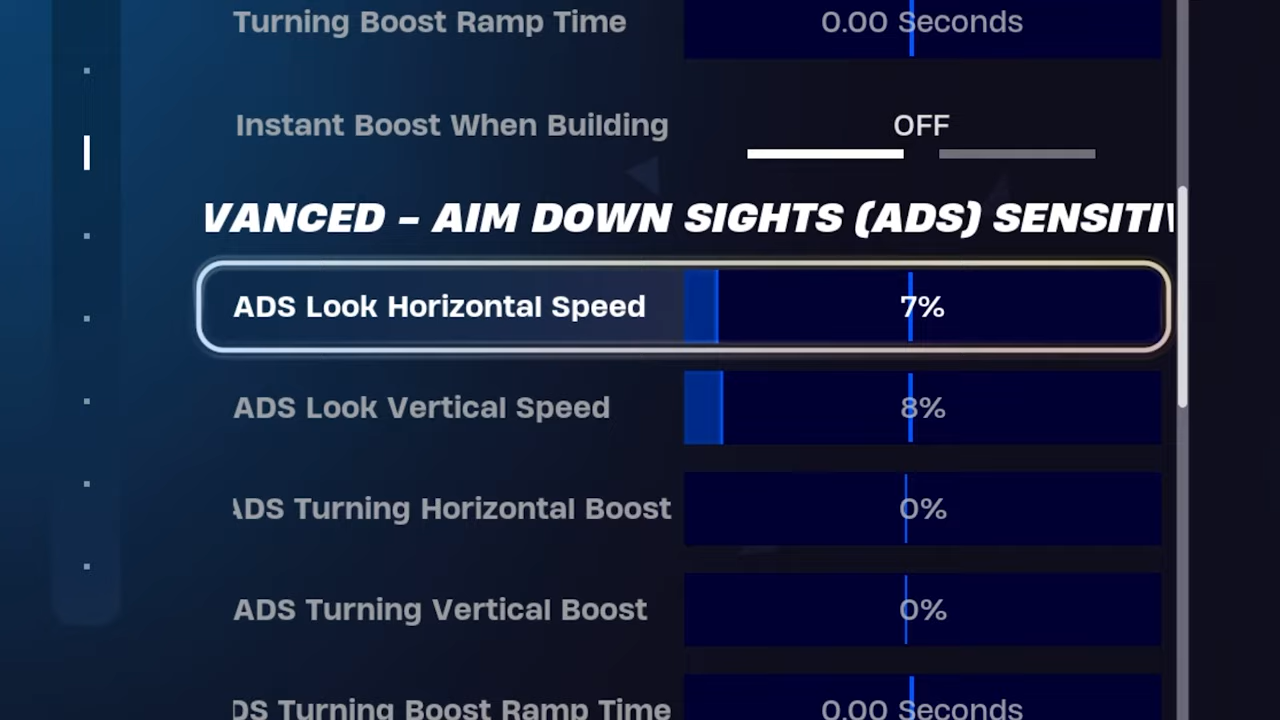 Turning Boost Ramp Time 0.00 Seconds
Instant Boost When Building OFF
VANCED – AIM DOWN SIGHTS (ADS) SENSITI
ADS Look Horizontal Speed 7%
ADS Look Vertical Speed 8%
ADS Turning Horizontal Boost 0%
ADS Turning Vertical Boost 0%
DS Turning Boost Ramp Time 0.00 Seconds